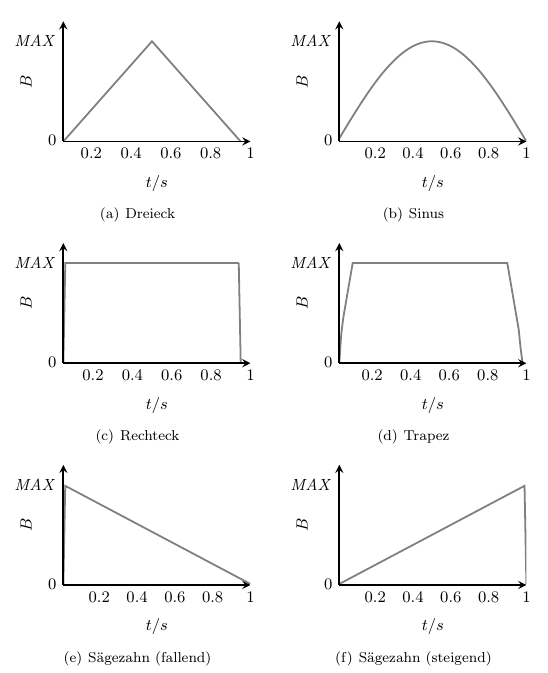 MAX
B
0
0.2 0.4 0.6 0.8 1
t/s
(a) Dreieck
MAX
B
0
0.2 0.4 0.6 0.8 1
t/s
(b) Sinus
MAX
B
0
0.2 0.4 0.6 0.8 1
t/s
(c) Rechteck
MAX
B
0
0.2 0.4 0.6 0.8 1
t/s
(d) Trapez
MAX
B
0
0.2 0.4 0.6 0.8 1
t/s
(e) Sägezahn (fallend)
MAX
B
0
0.2 0.4 0.6 0.8 1
t/s
(f) Sägezahn (steigend)